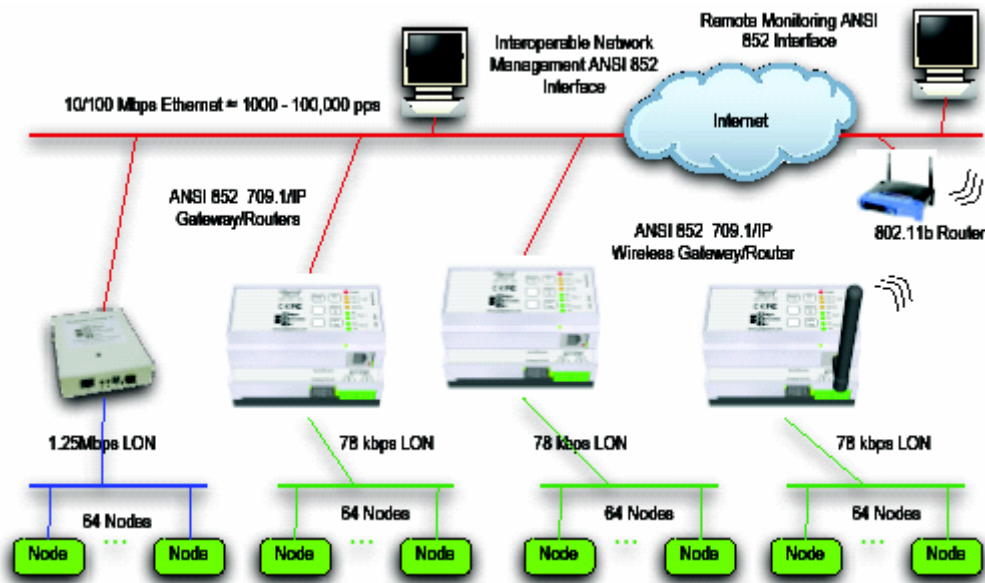 Remote Monitoring ANSI
852 Interface
Interoperable Network
Management ANSI 852
Interface
10/100 Mbps Ethernet = 1000 - 100,000 pps
Internet
ANSI 852 709.1/IP
Gateway/Routers
ANSI 852 709.1/IP
Wireless Gateway/Router
802.11b Router
1.25Mbps LON
78 kbps LON
78 kbps LON
78 kbps LON
64 Nodes
64 Nodes
64 Nodes
64 Nodes
Node
...
Node
Node
...
Node
Node
...
Node
Node
...
Node